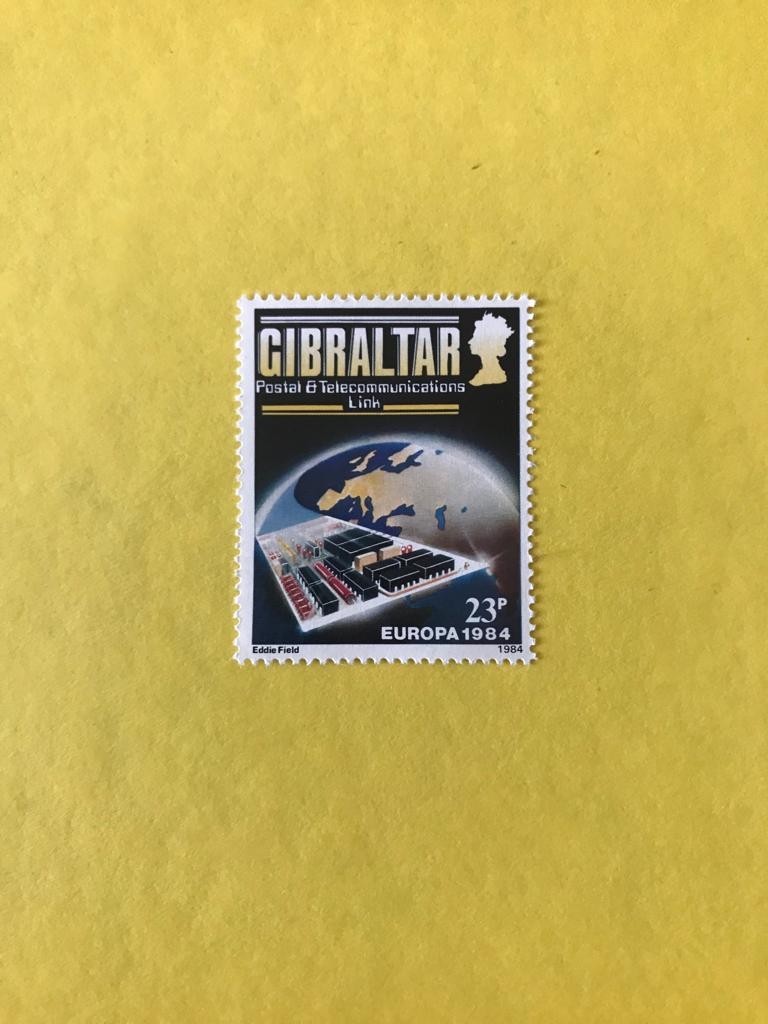 GIBRALTAR
Postal & Telecommunications
Link
23P
EUROPA 1984
Eddie Field 1984